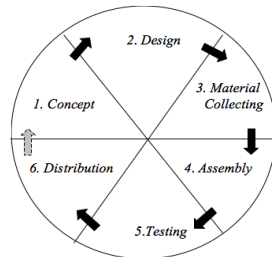 2. Design
1. Concept
3. Material
Collecting
6. Distribution
4. Assembly
5.Testing